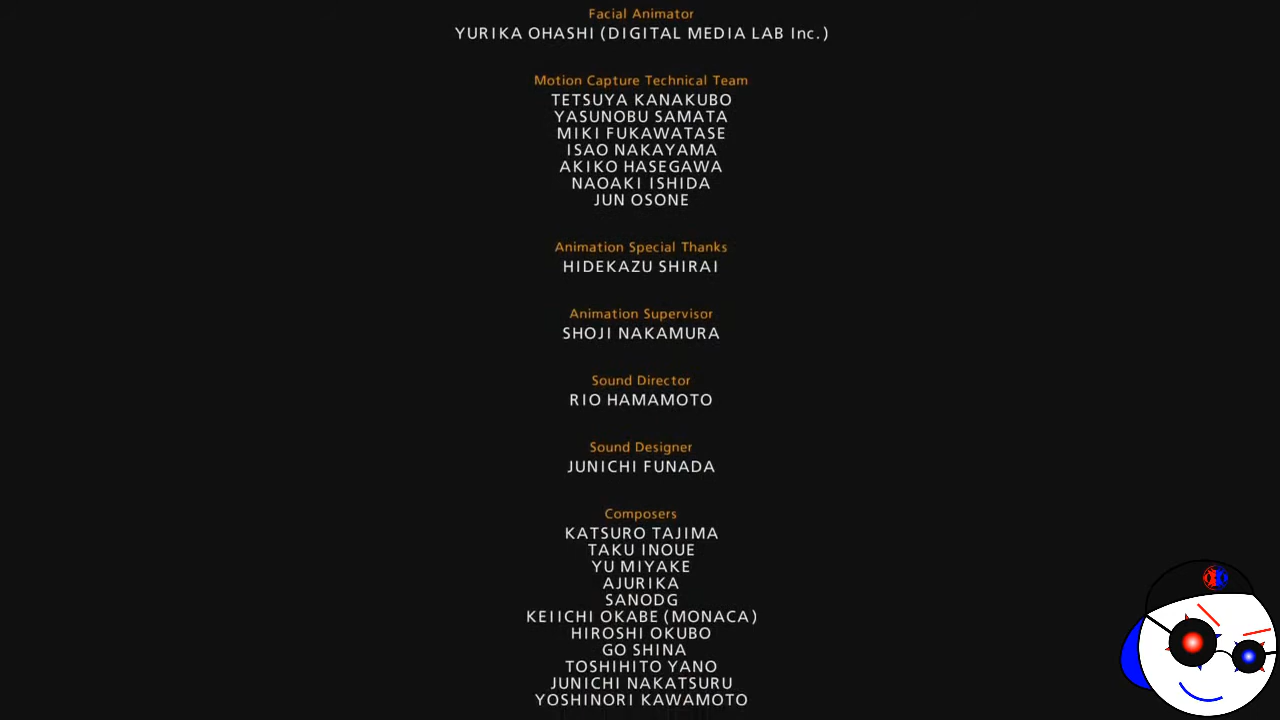 Facial Animator
YURIKA OHASHI (DIGITAL MEDIA LAB Inc.)
Motion Capture Technical Team
TETSUYA KANAKUBO
YASUNOBU SAMATA
MIKI FUKAWATASE
ISAO NAKAYAMA
AKIKO HASEGAWA
NAOAKI ISHIDA
JUN OSONE
Animation Special Thanks
HIDEKAZU SHIRAI
Animation Supervisor
SHOJI NAKAMURA
Sound Director
RIO HAMAMOTO
Sound Designer
JUNICHI FUNADA
Composers
KATSURO TAJIMA
TAKU INOUE
YU MIYAKE
AJURIKA
SANODG
KEIICHI OKABE (MONACA)
HIROSHI OKUBO
GO SHINA
TOSHIHITO YANO
JUNICHI NAKATSURU
YOSHINORI KAWAMOTO